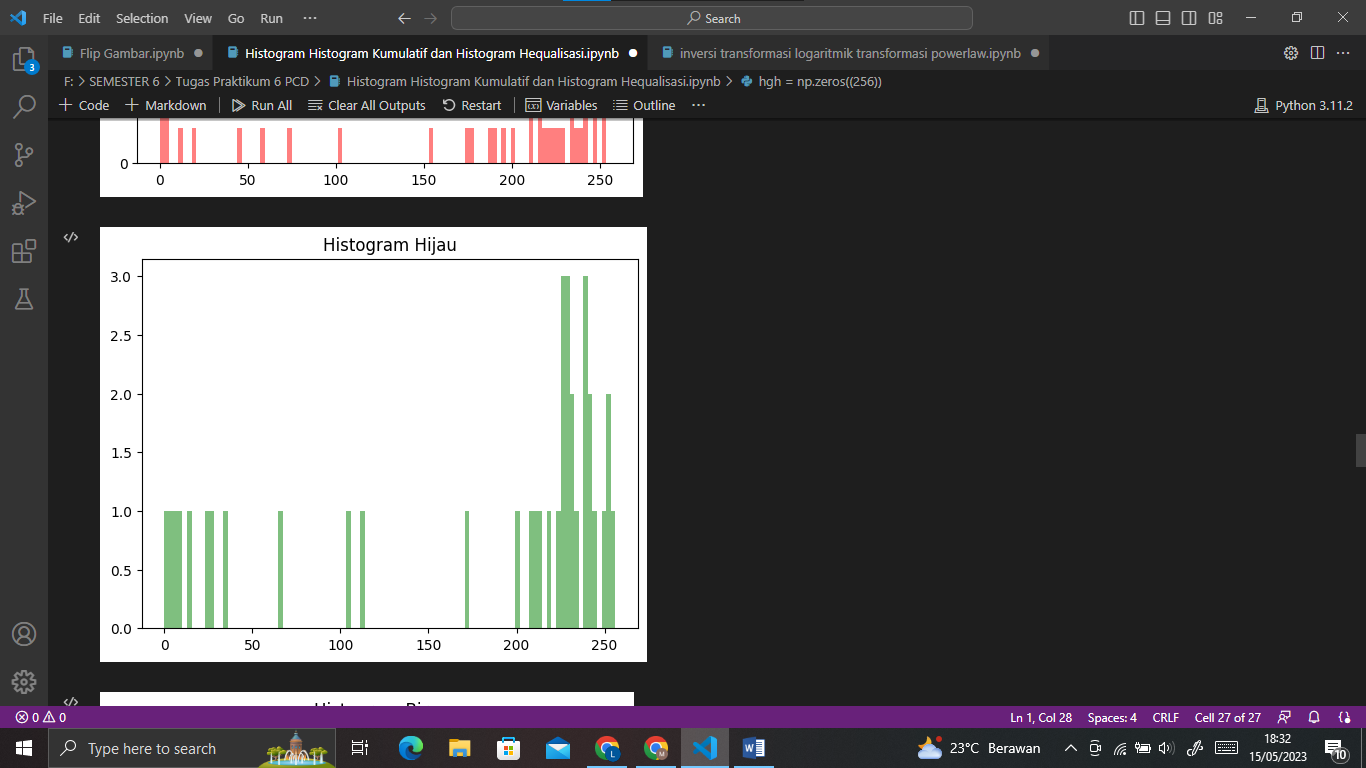 File Edit Selection View Go Run ··· Search
Flip Gambar.ipynb Histogram Histogram Kumulatif dan Histogram Hequalisasi.ipynb inversi transformasi logaritmik transformasi powerlaw.ipynb
F: > SEMESTER 6 > Tugas Praktikum 6 PCD > Histogram Histogram Kumulatif dan Histogram Hequalisasi.ipynb > hgh = np.zeros((256))
Code Markdown Run All Clear All Outputs Restart Variables Outline ··· Python 3.11.2
3
0
0 50 100 150 200 250
Histogram Hijau
3.0
2.5
2.0
1.5
1.0
0.5
0.0
0 50 100 150 200 250
0 0 Ln 1, Col 28 Spaces: 4 CRLF Cell 27 of 27
Type here to search 23°C Berawan 18:32
15/05/2023 10